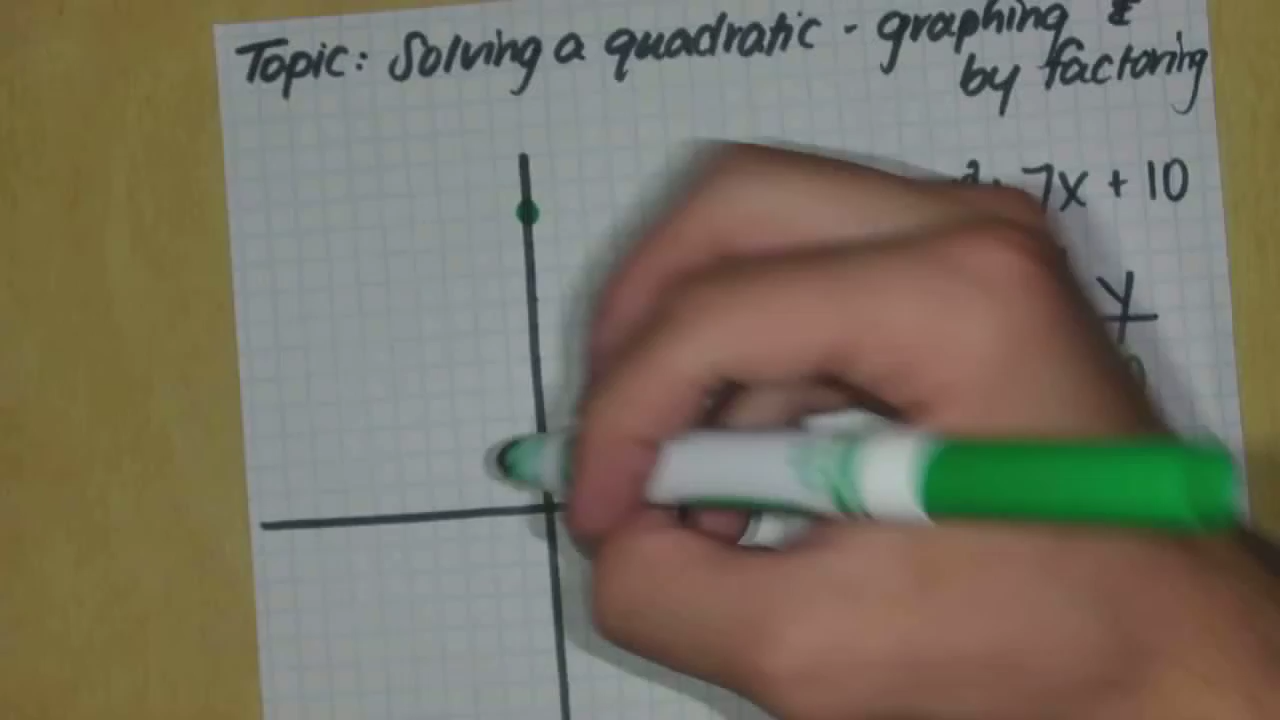 Topic: Solving a quadratic - graphing &
by factoring
7x + 10
y